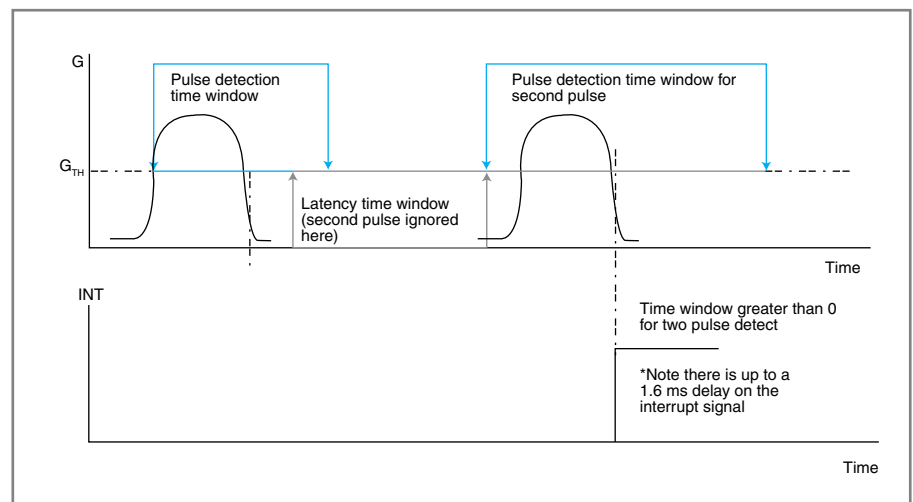 G
Pulse detection
time window
Pulse detection time window for
second pulse
GTH
Latency time window
(second pulse ignored
here)
Time
INT
Time window greater than 0
for two pulse detect
*Note there is up to a
1.6 ms delay on the
interrupt signal
Time